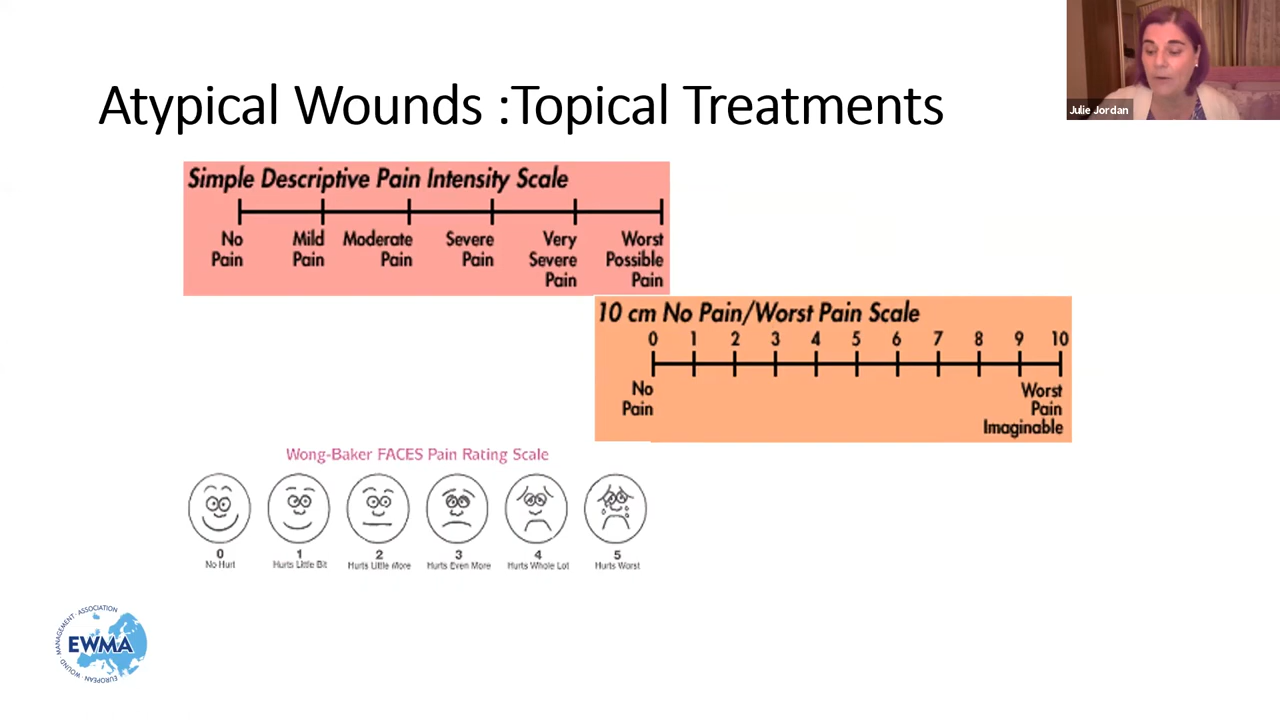 Atypical Wounds :Topical Treatments
Julie Jordan
Simple Descriptive Pain Intensity Scale
No Pain
Mild Pain
Moderate Pain
Severe Pain
Very Severe Pain
Worst Possible Pain
10 cm No Pain/Worst Pain Scale
0 1 2 3 4 5 6 7 8 9 10
No Pain
Worst Pain Imaginable
Wong-Baker FACES Pain Rating Scale
0 1 2 3 4 5
No Hurt
Hurts Little Bit
Hurts Little More
Hurts Even More
Hurts Whole Lot
Hurts Worst
EWMA
EUROPEAN WOUND MANAGEMENT ASSOCIATION